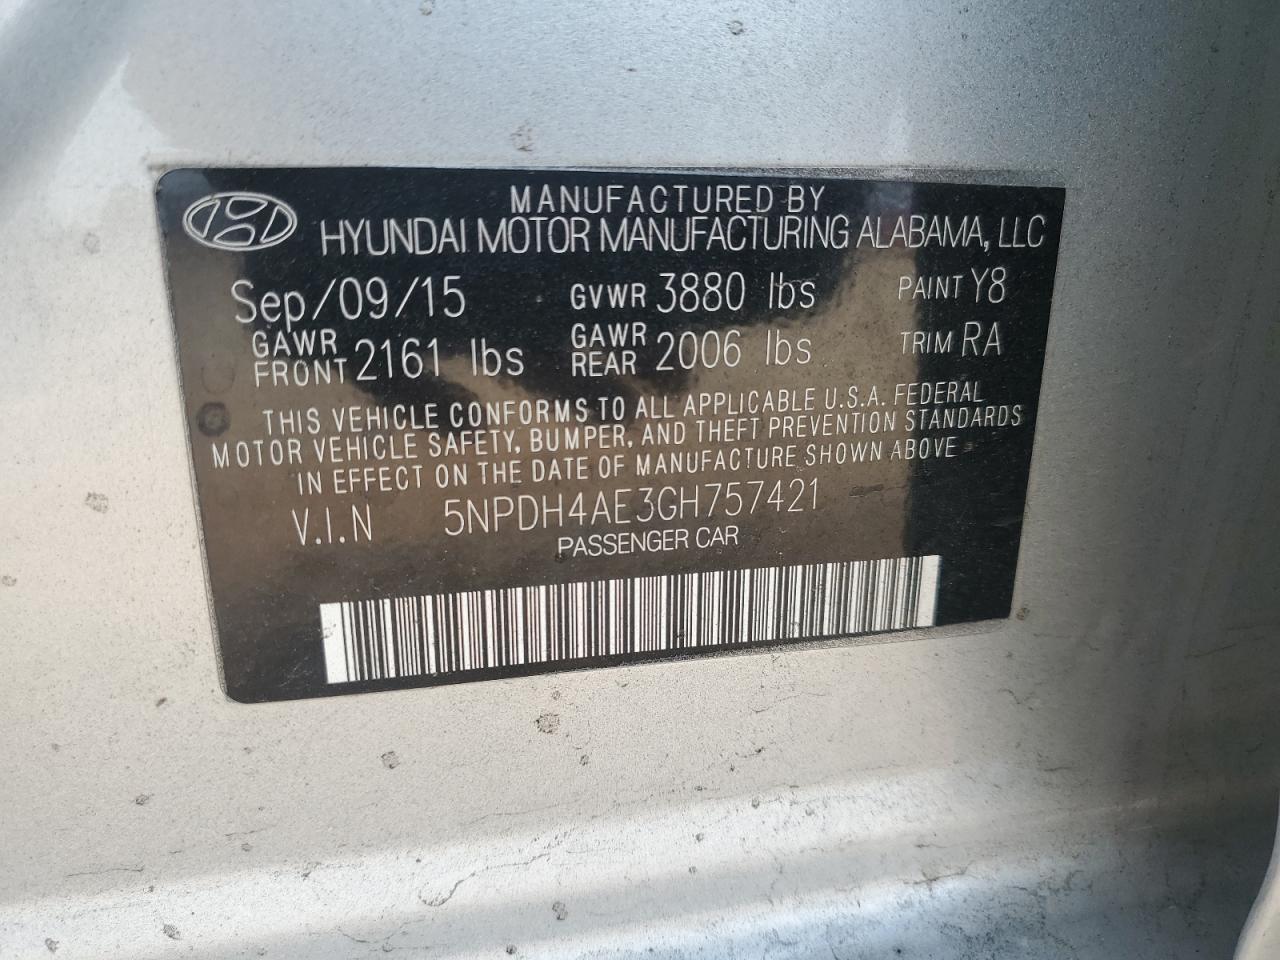 MANUFACTURED BY
HYUNDAI MOTOR MANUFACTURING ALABAMA, LLC
Sep/09/15 GVWR 3880 lbs PAINT Y8
GAWR FRONT 2161 lbs GAWR REAR 2006 lbs TRIM RA
THIS VEHICLE CONFORMS TO ALL APPLICABLE U.S.A. FEDERAL
MOTOR VEHICLE SAFETY, BUMPER, AND THEFT PREVENTION STANDARDS
IN EFFECT ON THE DATE OF MANUFACTURE SHOWN ABOVE
V.I.N 5NPDH4AE3GH757421
PASSENGER CAR